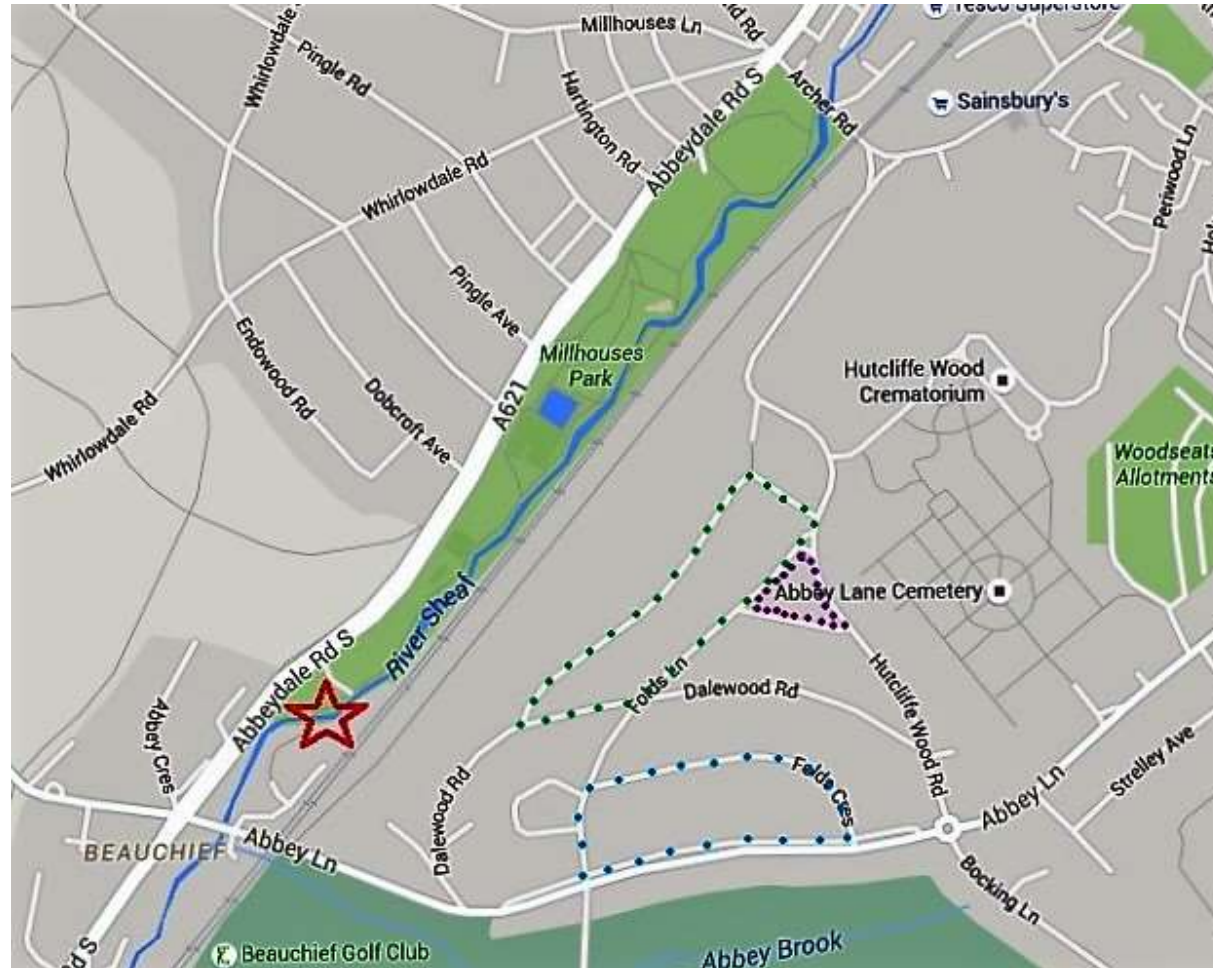 Tesco Superstore
Millhouses Ln
Pingle Rd
Hartington Rd
Abbeydale Rd S
Archer Rd
Sainsbury's
Periwood Ln
Whirlowdale Rd
Pingle Ave
Millhouses
Park
Endowood Rd
Dobcroft Ave
A621
Hutcliffe Wood
Crematorium
Whirlowdale Rd
Woodseats
Allotments
River Sheaf
Abbey Lane Cemetery
Abbeydale Rd S
Abbey Cres
Folds Ln
Dalewood Rd
Hutcliffe Wood Rd
Dalewood Rd
Folds Cres
Abbey Ln
Strelley Ave
BEAUCHIEF
Abbey Ln
Bocking Ln
Beauchief Golf Club
Abbey Brook
Rd S